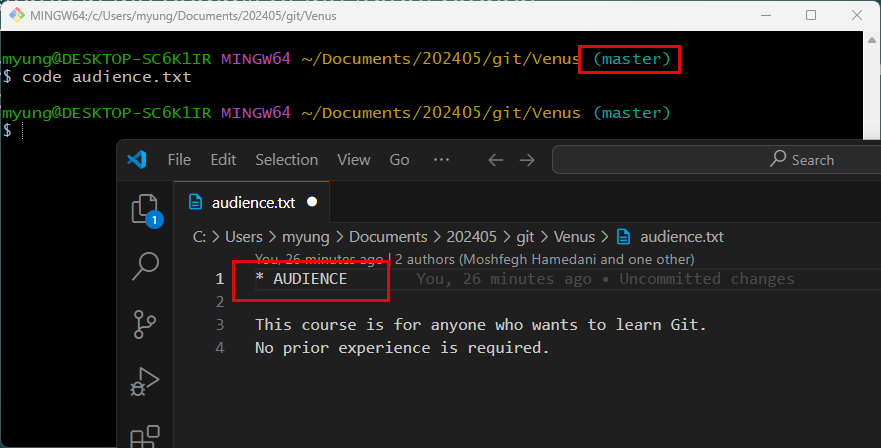 MINGW64:/c/Users/myung/Documents/202405/git/Venus
myung@DESKTOP-SC6K1IR MINGW64 ~/Documents/202405/git/Venus (master)
$ code audience.txt
myung@DESKTOP-SC6K1IR MINGW64 ~/Documents/202405/git/Venus (master)
$
File Edit Selection View Go ··· Search
audience.txt
1
C: > Users > myung > Documents > 202405 > git > Venus > audience.txt
You, 26 minutes ago | 2 authors (Moshfegh Hamedani and one other)
1 * AUDIENCE You, 26 minutes ago • Uncommitted changes
2
3 This course is for anyone who wants to learn Git.
4 No prior experience is required.